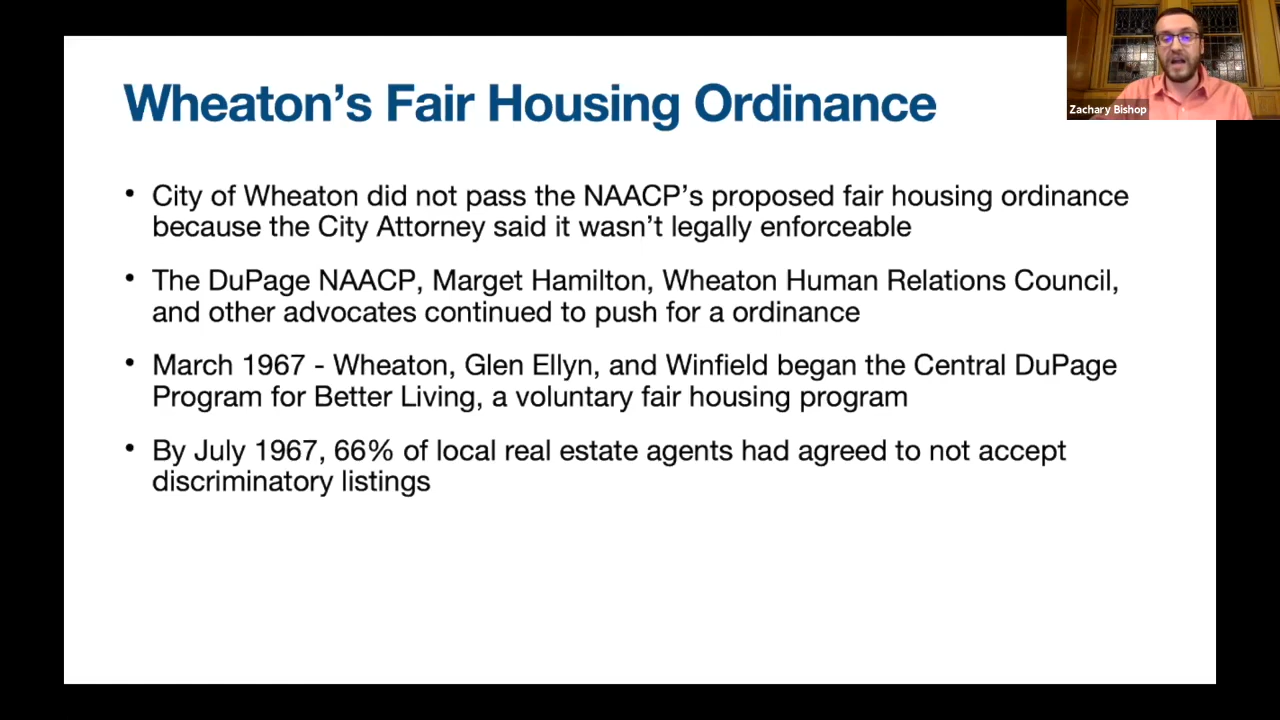 Wheaton’s Fair Housing Ordinance
Zachary Bishop
• City of Wheaton did not pass the NAACP’s proposed fair housing ordinance
because the City Attorney said it wasn’t legally enforceable
• The DuPage NAACP, Marget Hamilton, Wheaton Human Relations Council,
and other advocates continued to push for a ordinance
• March 1967 - Wheaton, Glen Ellyn, and Winfield began the Central DuPage
Program for Better Living, a voluntary fair housing program
• By July 1967, 66% of local real estate agents had agreed to not accept
discriminatory listings